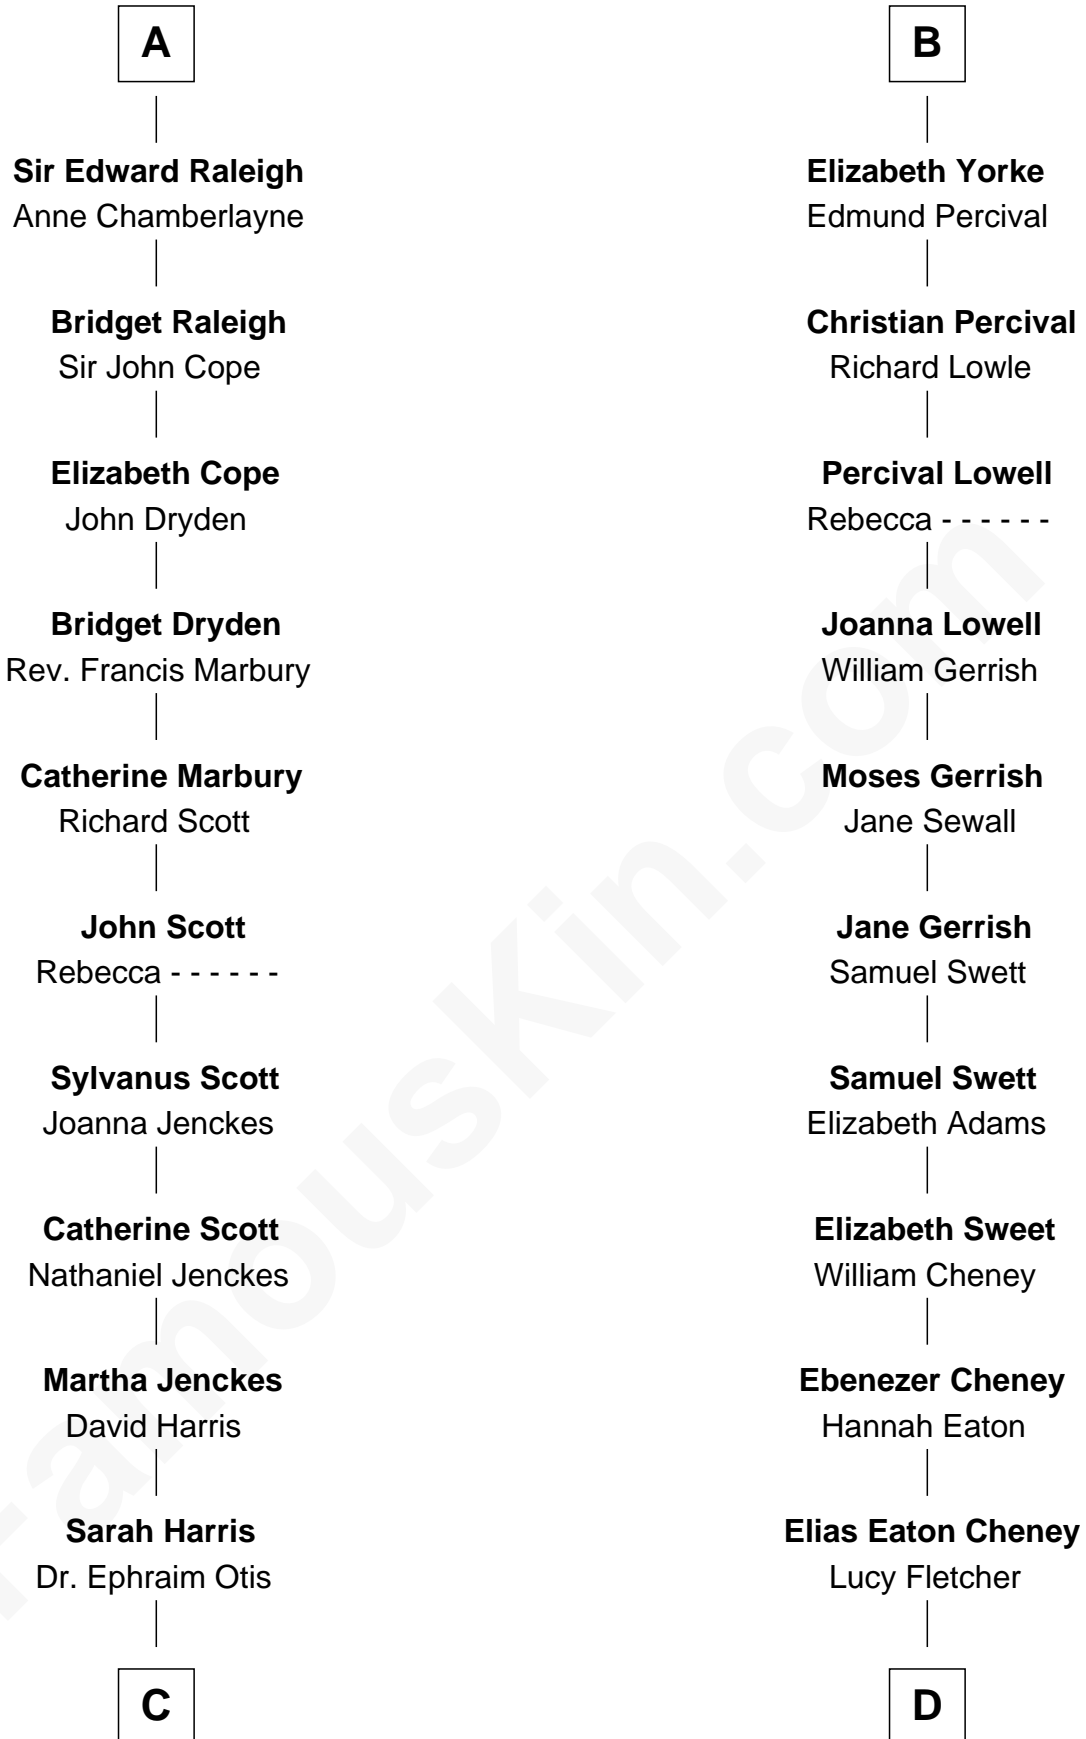 A
Sir Edward Raleigh
Anne Chamberlayne
Bridget Raleigh
Sir John Cope
Elizabeth Cope
John Dryden
Bridget Dryden
Rev. Francis Marbury
Catherine Marbury
Richard Scott
John Scott
Rebecca - - - - - -
Sylvanus Scott
Joanna Jenckes
Catherine Scott
Nathaniel Jenckes
Martha Jenckes
David Harris
Sarah Harris
Dr. Ephraim Otis
C
B
Elizabeth Yorke
Edmund Percival
Christian Percival
Richard Lowle
Percival Lowell
Rebecca - - - - - -
Joanna Lowell
William Gerrish
Moses Gerrish
Jane Sewall
Jane Gerrish
Samuel Swett
Samuel Swett
Elizabeth Adams
Elizabeth Sweet
William Cheney
Ebenezer Cheney
Hannah Eaton
Elias Eaton Cheney
Lucy Fletcher
D
FamousKin.com